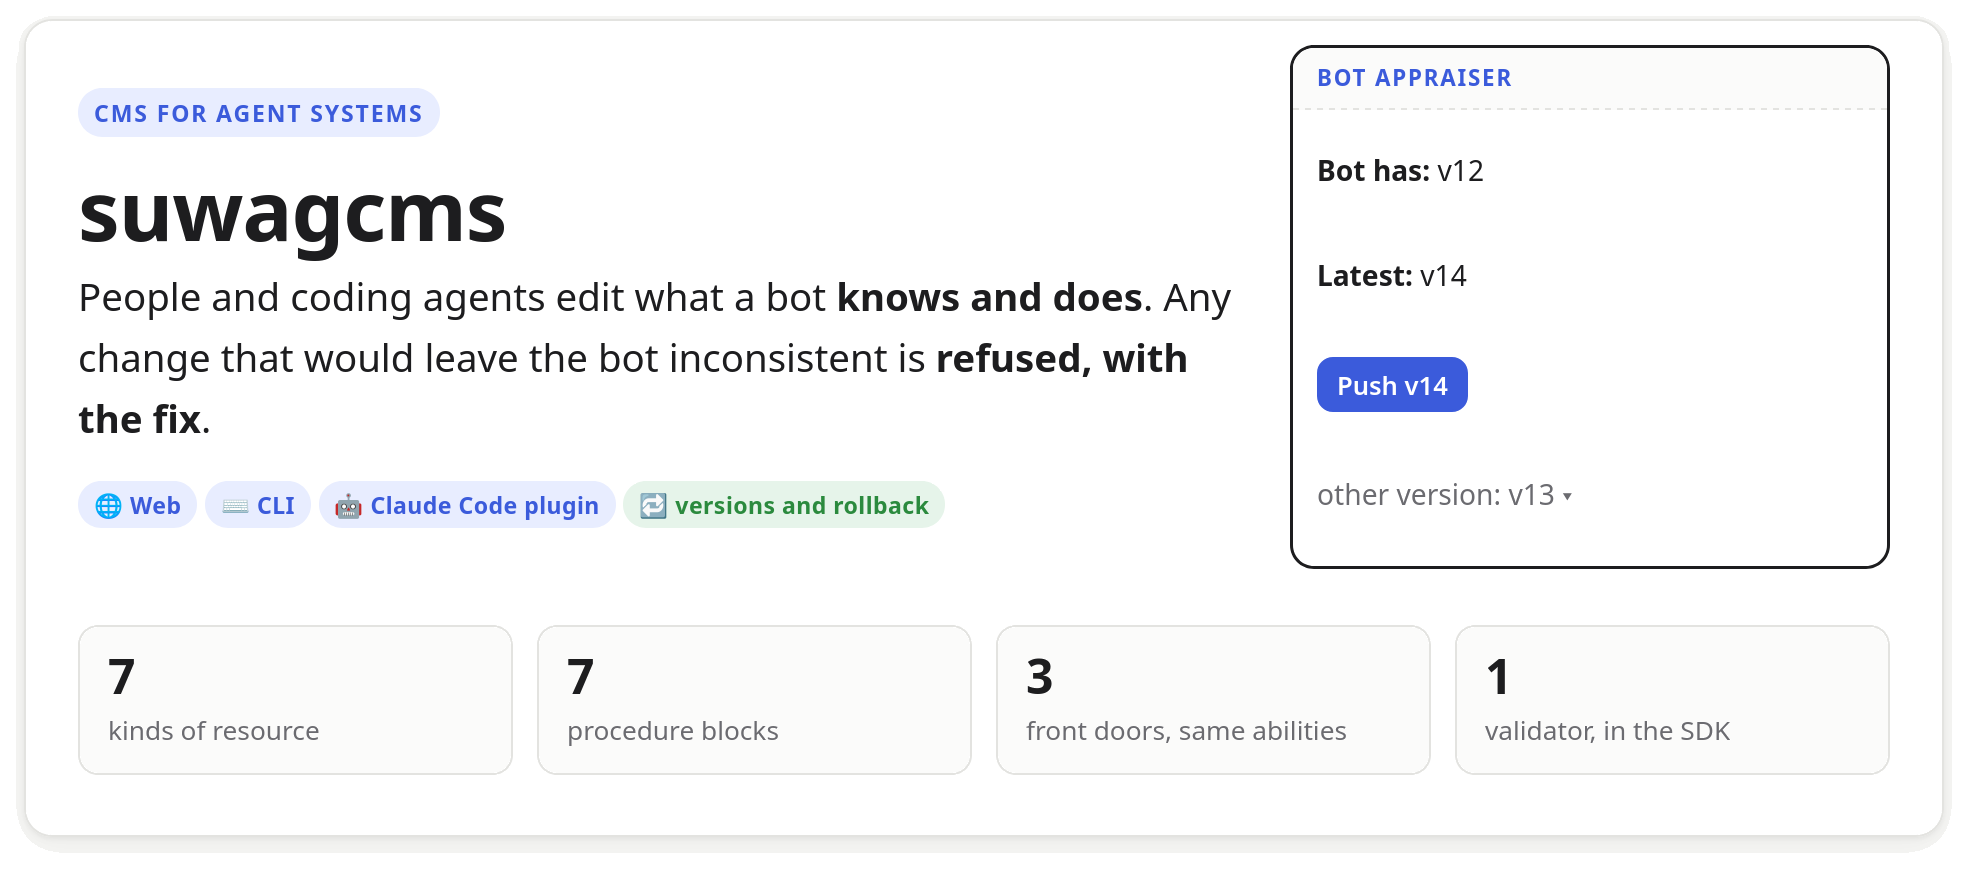 CMS FOR AGENT SYSTEMS
suwagcms
People and coding agents edit what a bot knows and does. Any
change that would leave the bot inconsistent is refused, with
the fix.
🌐 Web
⌨️ CLI
🤖 Claude Code plugin
🔁 versions and rollback
BOT APPRAISER
Bot has: v12
Latest: v14
Push v14
other version: v13 ▾
7
kinds of resource
7
procedure blocks
3
front doors, same abilities
1
validator, in the SDK